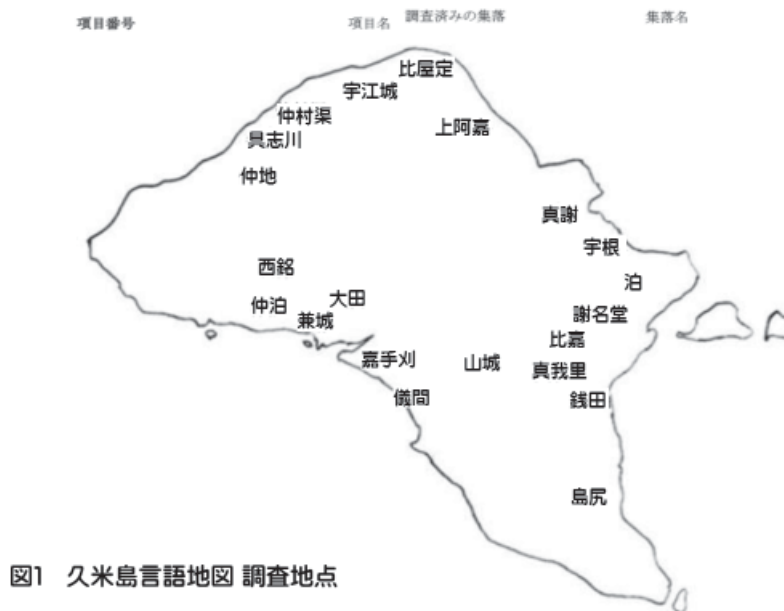 項目番号 項目名 調査済みの集落 集落名
比屋定
宇江城
仲村渠
上阿嘉
具志川
仲地
真謝
宇根
西銘
泊
大田
仲泊
謝名堂
兼城
比嘉
嘉手刈
山城
真我里
儀間
銭田
島尻
図1 久米島言語地図 調査地点